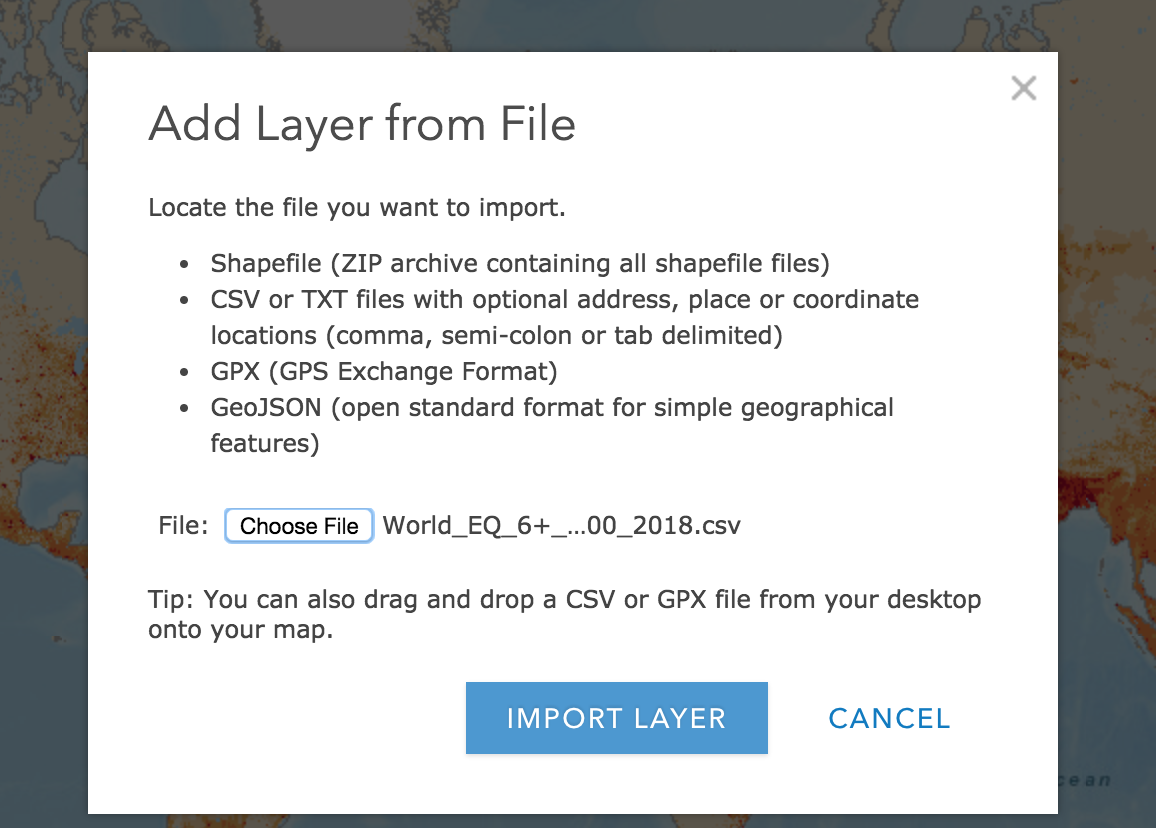 Add Layer from File
Locate the file you want to import.
• Shapefile (ZIP archive containing all shapefile files)
• CSV or TXT files with optional address, place or coordinate
locations (comma, semi-colon or tab delimited)
• GPX (GPS Exchange Format)
• GeoJSON (open standard format for simple geographical
features)
File: Choose File World_EQ_6+_...00_2018.csv
Tip: You can also drag and drop a CSV or GPX file from your desktop
onto your map.
IMPORT LAYER CANCEL